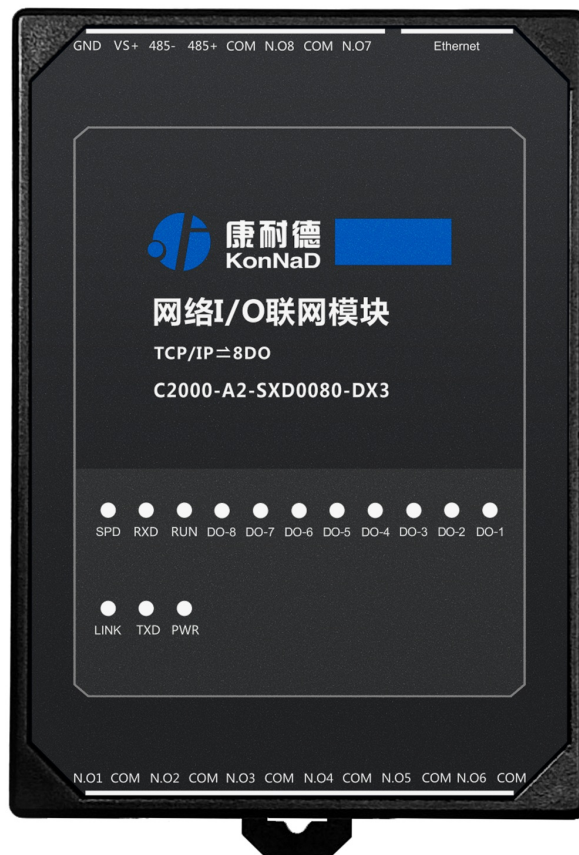 GND VS+ 485- 485+ COM N.O8 COM N.O7 Ethernet
康耐德
KonNaD
网络I/O联网模块
TCP/IP⇌8DO
C2000-A2-SXD0080-DX3
SPD RXD RUN DO-8 DO-7 DO-6 DO-5 DO-4 DO-3 DO-2 DO-1
LINK TXD PWR
N.O1 COM N.O2 COM N.O3 COM N.O4 COM N.O5 COM N.O6 COM